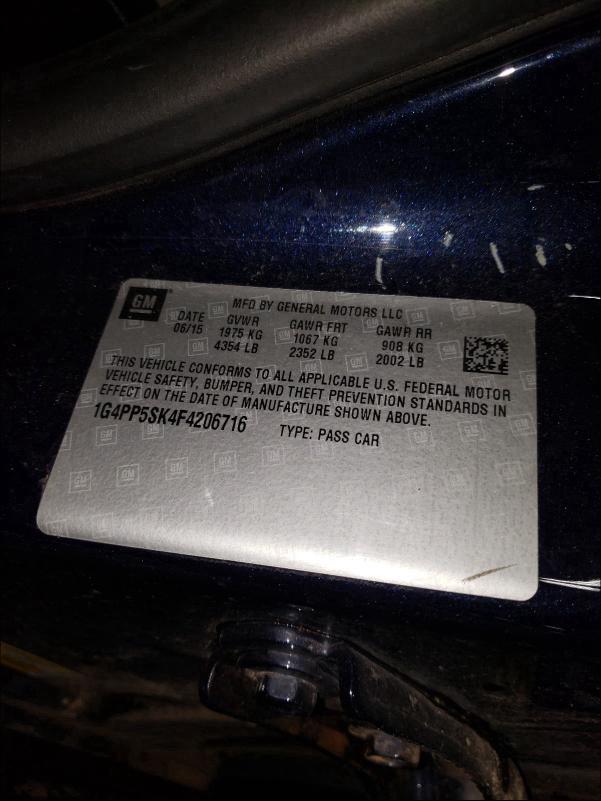 GM
MFD BY GENERAL MOTORS LLC
DATE GVWR GAWR FRT GAWR RR
06/15 1975 KG 1067 KG 908 KG
4354 LB 2352 LB 2002 LB
THIS VEHICLE CONFORMS TO ALL APPLICABLE U.S. FEDERAL MOTOR
VEHICLE SAFETY, BUMPER, AND THEFT PREVENTION STANDARDS IN
EFFECT ON THE DATE OF MANUFACTURE SHOWN ABOVE.
1G4PP5SK4F4206716 TYPE: PASS CAR